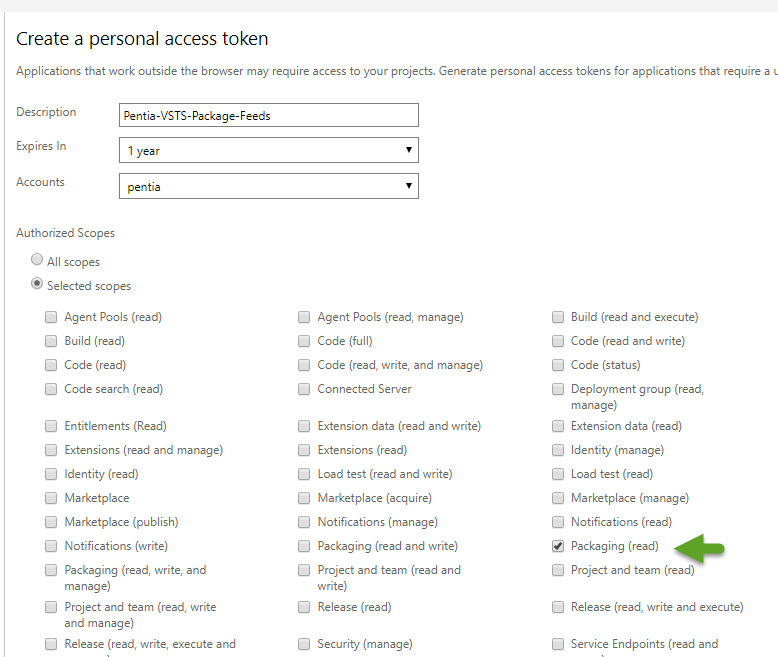 Create a personal access token
Applications that work outside the browser may require access to your projects. Generate personal access tokens for applications that require a
Description
Pentia-VSTS-Package-Feeds
Expires In
1 year
Accounts
pentia
Authorized Scopes
All scopes
Selected scopes
Agent Pools (read)
Agent Pools (read, manage)
Build (read and execute)
Build (read)
Code (full)
Code (read and write)
Code (read)
Code (read, write, and manage)
Code (status)
Code search (read)
Connected Server
Deployment group (read,
manage)
Entitlements (Read)
Extension data (read and write)
Extension data (read)
Extensions (read and manage)
Extensions (read)
Identity (manage)
Identity (read)
Load test (read and write)
Load test (read)
Marketplace
Marketplace (acquire)
Marketplace (manage)
Marketplace (publish)
Notifications (manage)
Notifications (read)
Notifications (write)
Packaging (read and write)
Packaging (read)
Packaging (read, write, and
manage)
Project and team (read and
write)
Project and team (read)
Project and team (read, write
and manage)
Release (read)
Release (read, write and execute)
Release (read, write, execute and
Security (manage)
Service Endpoints (read and